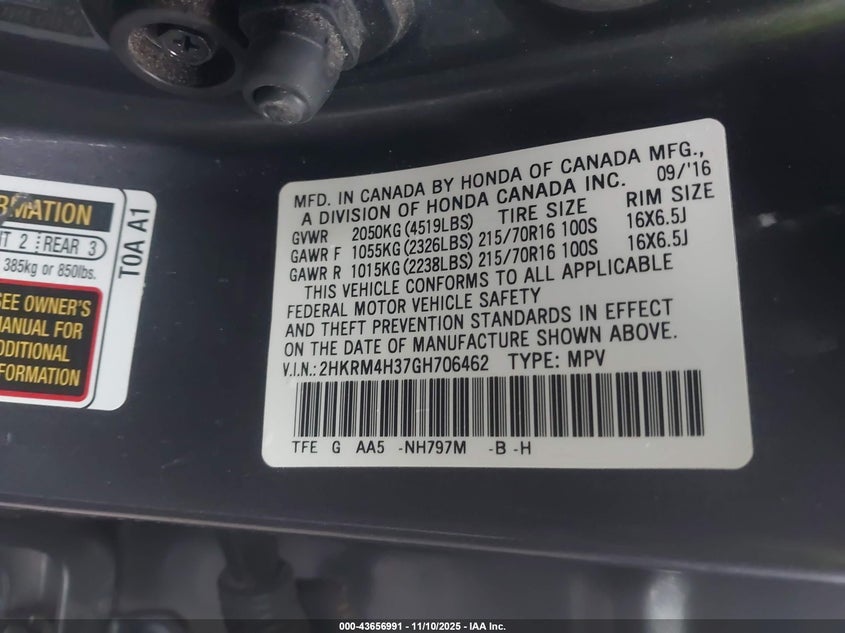 RMATION
NT 2 REAR 3
385kg or 850lbs.
SEE OWNER'S
MANUAL FOR
ADDITIONAL
INFORMATION
T0A A1
MFD. IN CANADA BY HONDA OF CANADA MFG.,
A DIVISION OF HONDA CANADA INC. 09/'16
GVWR 2050KG (4519LBS) TIRE SIZE RIM SIZE
GAWR F 1055KG (2326LBS) 215/70R16 100S 16X6.5J
GAWR R 1015KG (2238LBS) 215/70R16 100S 16X6.5J
THIS VEHICLE CONFORMS TO ALL APPLICABLE
FEDERAL MOTOR VEHICLE SAFETY
AND THEFT PREVENTION STANDARDS IN EFFECT
ON THE DATE OF MANUFACTURE SHOWN ABOVE.
V.I.N.: 2HKRM4H37GH706462 TYPE: MPV
TFE G AA5 -NH797M -B -H
000-43656991 — 11/10/2025 — IAA Inc.